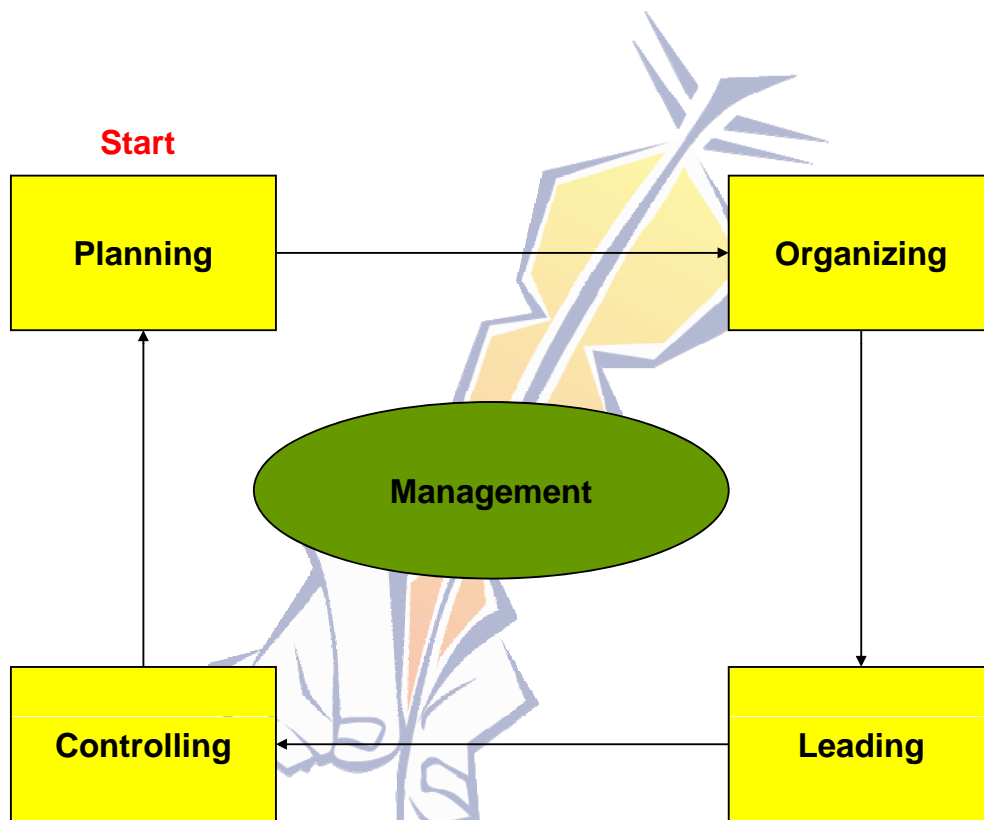 Start
Planning
Organizing
Management
Controlling
Leading